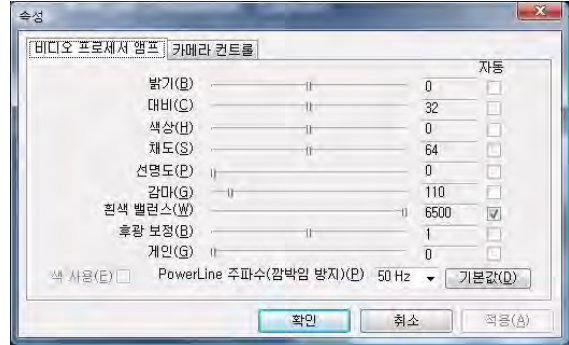 속성
비디오 프로세서 앰프 카메라 컨트롤
자동
밝기(B) 0
대비(C) 32
색상(H) 0
채도(S) 64
선명도(P) 0
감마(G) 110
흰색 밸런스(W) 6500
후광 보정(B) 1
게인(G) 0
색 사용(E) PowerLine 주파수(깜박임 방지)(P) 50 Hz 기본값(D)
확인 취소 적용(A)